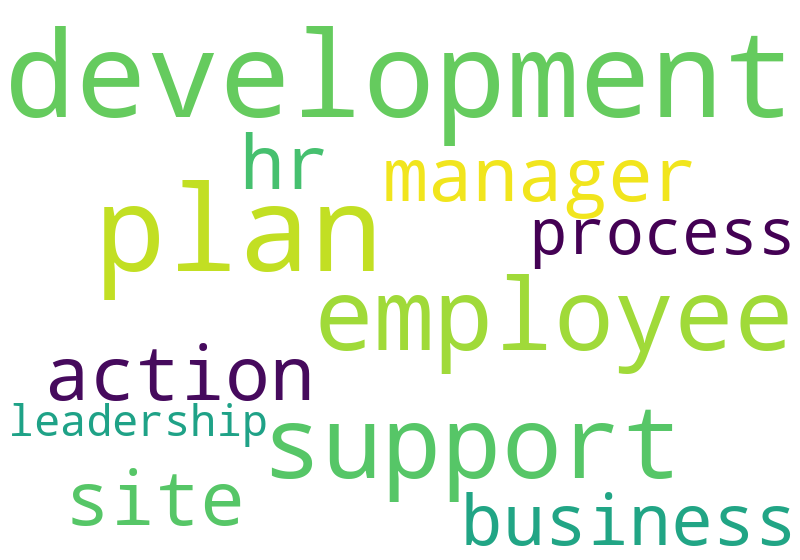 development
hr
manager
plan
process
employee
action
leadership
support
site
business